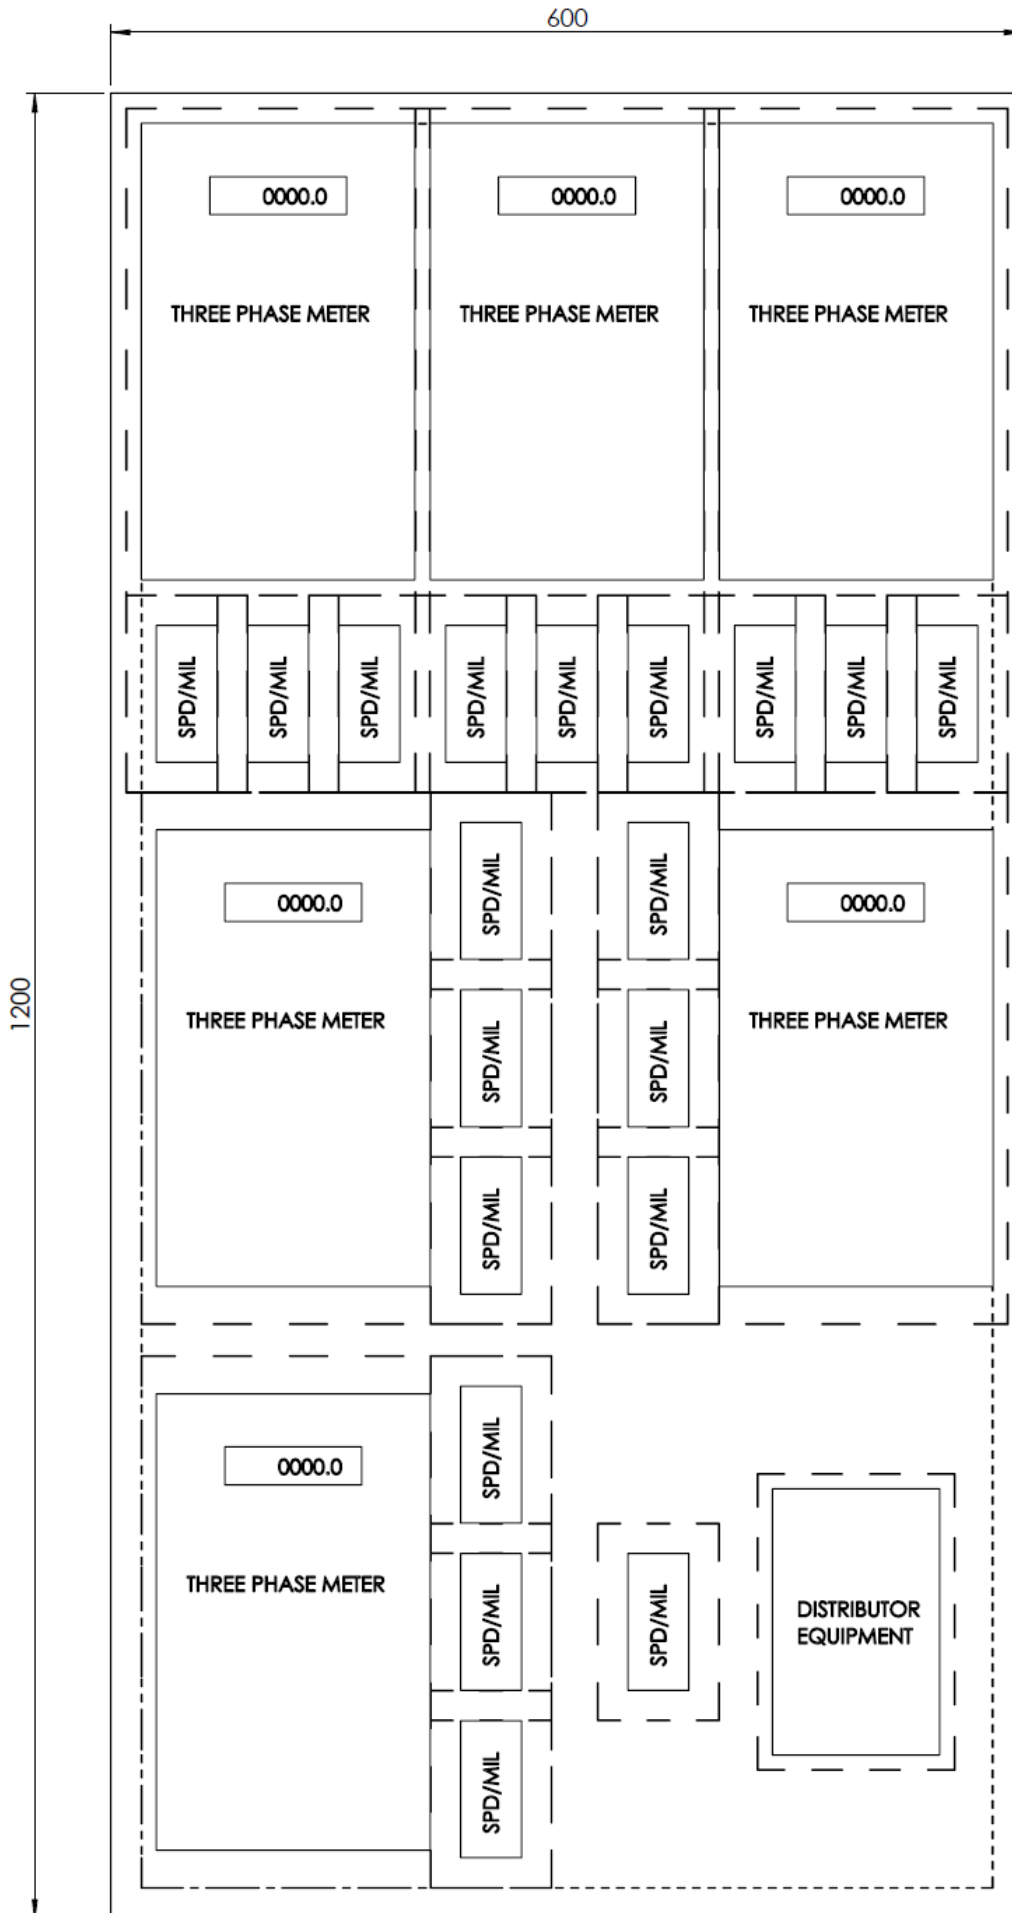 600
0000.0
0000.0
0000.0
THREE PHASE METER
THREE PHASE METER
THREE PHASE METER
SPD/MIL
SPD/MIL
SPD/MIL
SPD/MIL
SPD/MIL
SPD/MIL
SPD/MIL
SPD/MIL
SPD/MIL
1200
0000.0
THREE PHASE METER
SPD/MIL
SPD/MIL
SPD/MIL
SPD/MIL
SPD/MIL
SPD/MIL
0000.0
THREE PHASE METER
0000.0
THREE PHASE METER
SPD/MIL
SPD/MIL
SPD/MIL
SPD/MIL
DISTRIBUTOR
EQUIPMENT